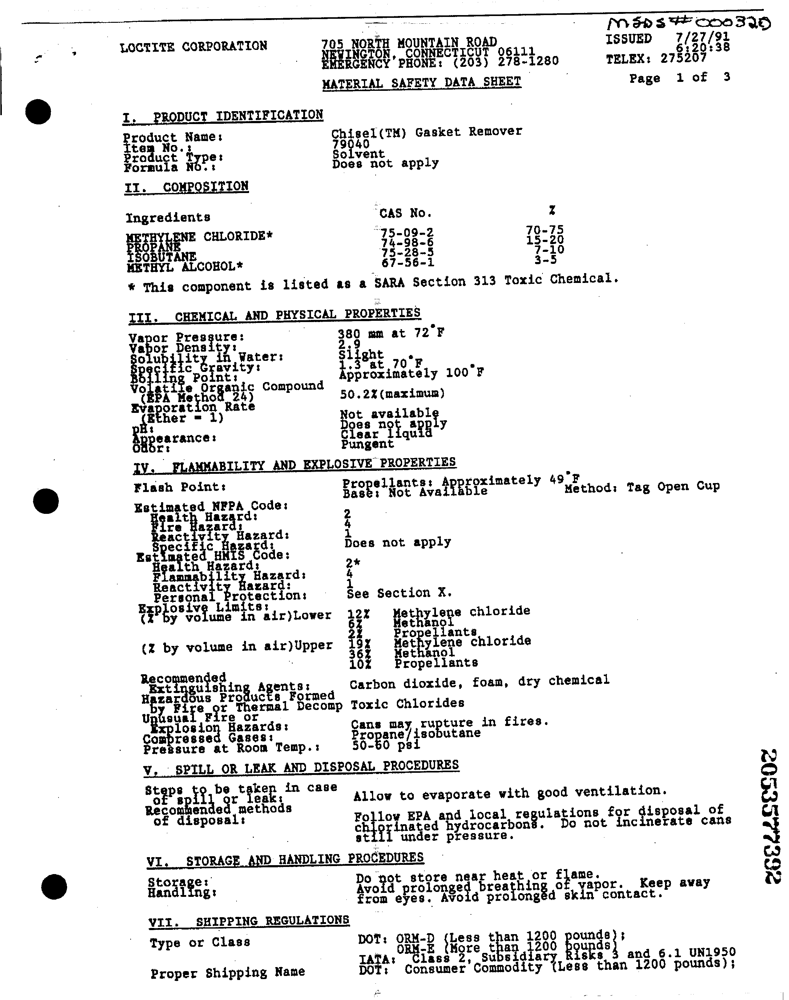 MSDS#000320
LOCTITE CORPORATION 705 NORTH MOUNTAIN ROAD ISSUED 7/27/91
NEWINGTON, CONNECTICUT 06111 6:20:38
EMERGENCY PHONE: (203) 278-1280 TELEX: 275207
MATERIAL SAFETY DATA SHEET Page 1 of 3
I. PRODUCT IDENTIFICATION
Product Name: Chisel(TM) Gasket Remover
Item No.: 79040
Product Type: Solvent
Formula No.: Does not apply
II. COMPOSITION
Ingredients CAS No. %
METHYLENE CHLORIDE* 75-09-2 70-75
PROPANE 74-98-6 15-20
ISOBUTANE 75-28-5 7-10
METHYL ALCOHOL* 67-56-1 3-5
* This component is listed as a SARA Section 313 Toxic Chemical.
III. CHEMICAL AND PHYSICAL PROPERTIES
Vapor Pressure: 380 mm at 72°F
Vapor Density: 2.9
Solubility in Water: Slight
Specific Gravity: 1.3 at 70°F
Boiling Point: Approximately 100°F
Volatile Organic Compound
(EPA Method 24) 50.2%(maximum)
Evaporation Rate
(Ether = 1) Not available
pH: Does not apply
Appearance: Clear liquid
Odor: Pungent
IV. FLAMMABILITY AND EXPLOSIVE PROPERTIES
Flash Point: Propellants: Approximately 49°F
Base: Not Available Method: Tag Open Cup
Estimated NFPA Code:
Health Hazard: 2
Fire Hazard: 4
Reactivity Hazard: 1
Specific Hazard: Does not apply
Estimated HMIS Code:
Health Hazard: 2*
Flammability Hazard: 4
Reactivity Hazard: 1
Personal Protection: See Section X.
Explosive Limits:
(% by volume in air)Lower 12% Methylene chloride
6% Methanol
2% Propellants
(% by volume in air)Upper 19% Methylene chloride
36% Methanol
10% Propellants
Recommended
Extinguishing Agents: Carbon dioxide, foam, dry chemical
Hazardous Products Formed
by Fire or Thermal Decomp Toxic Chlorides
Unusual Fire or
Explosion Hazards: Cans may rupture in fires.
Compressed Gases: Propane/isobutane
Pressure at Room Temp.: 50-60 psi
V. SPILL OR LEAK AND DISPOSAL PROCEDURES
Steps to be taken in case
of spill or leak: Allow to evaporate with good ventilation.
Recommended methods
of disposal: Follow EPA and local regulations for disposal of
chlorinated hydrocarbons. Do not incinerate cans
still under pressure.
VI. STORAGE AND HANDLING PROCEDURES
Storage: Do not store near heat or flame.
Handling: Avoid prolonged breathing of vapor. Keep away
from eyes. Avoid prolonged skin contact.
VII. SHIPPING REGULATIONS
Type or Class DOT: ORM-D (Less than 1200 pounds);
ORM-E (More than 1200 pounds)
IATA: Class 2, Subsidiary Risks 3 and 6.1 UN1950
Proper Shipping Name DOT: Consumer Commodity (Less than 1200 pounds);
2053577392